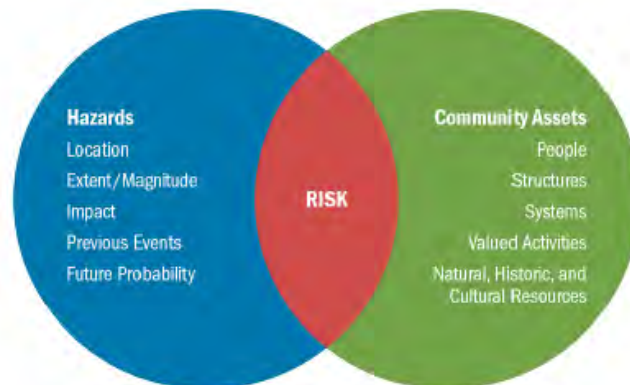 Hazards
Location
Extent/Magnitude
Impact
Previous Events
Future Probability
RISK
Community Assets
People
Structures
Systems
Valued Activities
Natural, Historic, and
Cultural Resources